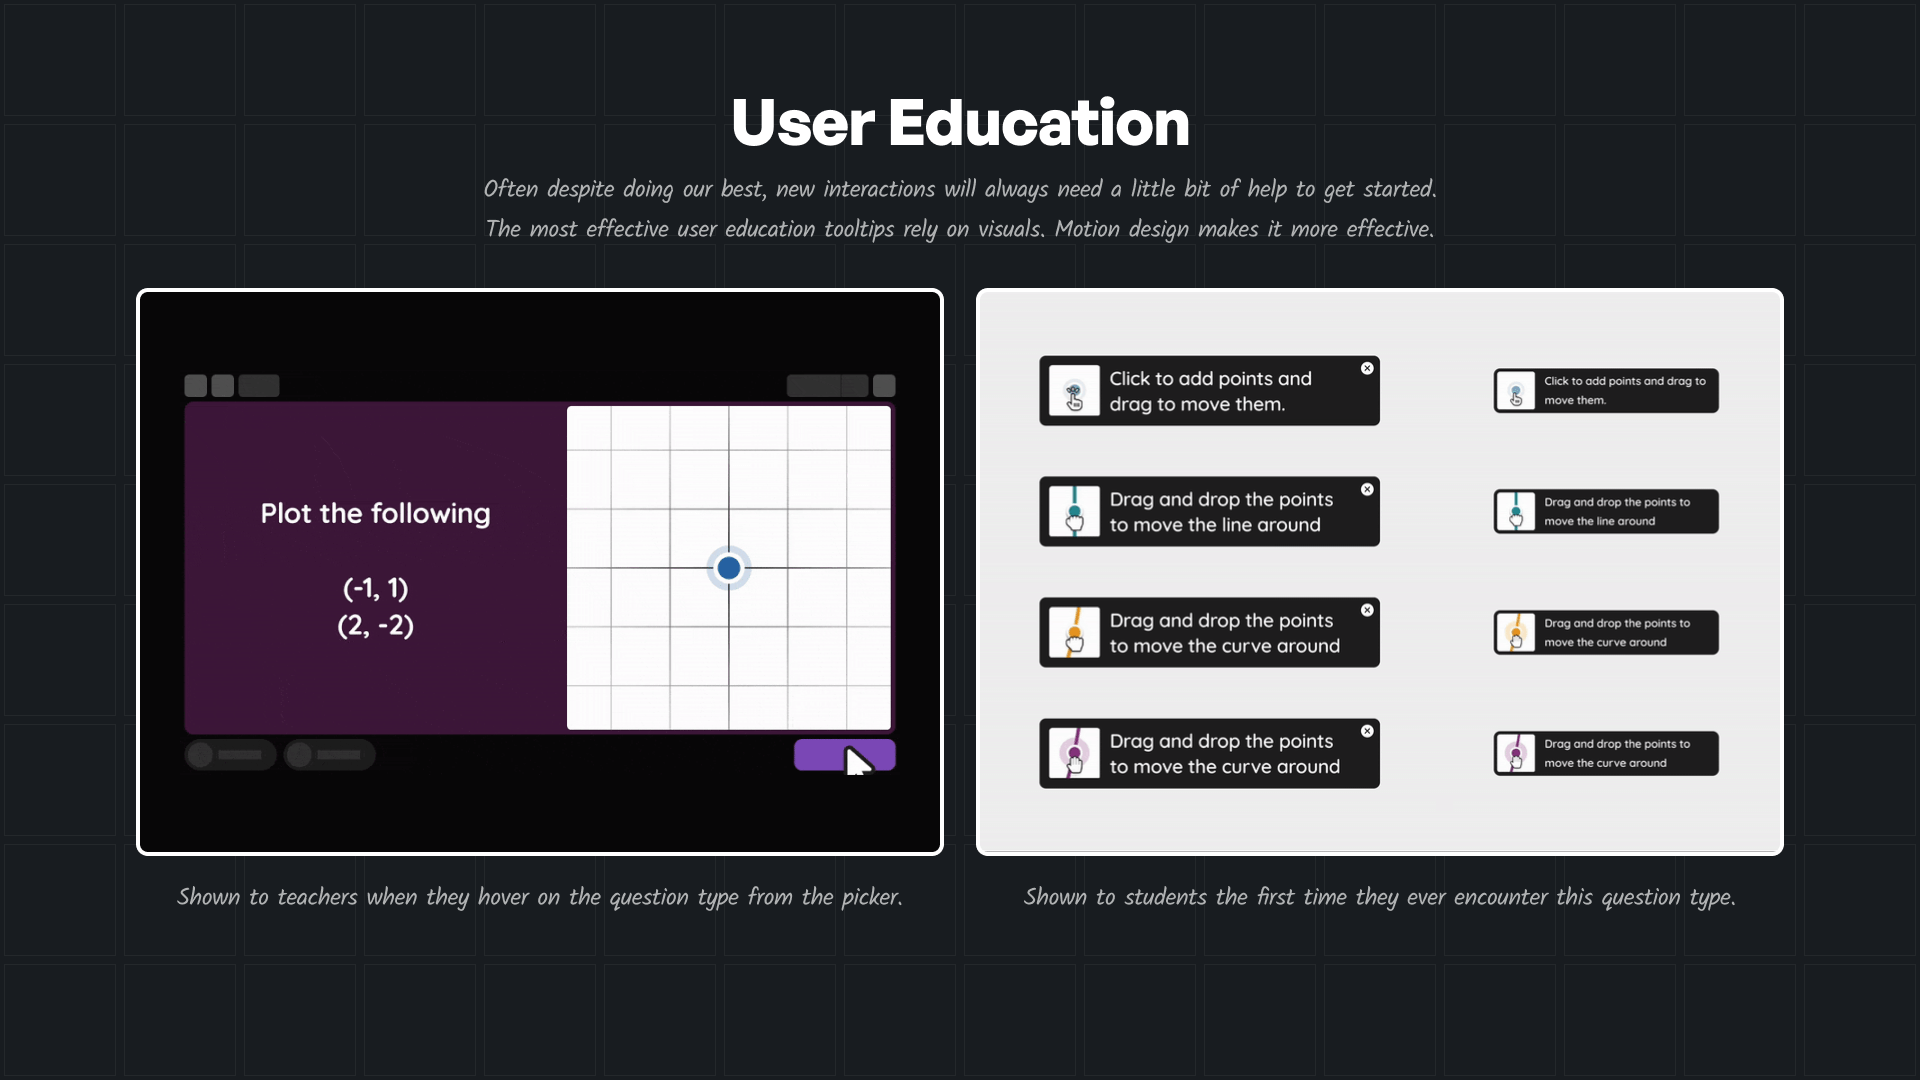 User Education
Often despite doing our best, new interactions will always need a little bit of help to get started.
The most effective user education tooltips rely on visuals. Motion design makes it more effective.
Plot the following
(-1, 1)
(2, -2)
Shown to teachers when they hover on the question type from the picker.
Click to add points and
drag to move them.
Click to add points and drag to
move them.
Drag and drop the points
to move the line around
Drag and drop the points to
move the line around
Drag and drop the points
to move the curve around
Drag and drop the points to
move the curve around
Drag and drop the points
to move the curve around
Drag and drop the points to
move the curve around
Shown to students the first time they ever encounter this question type.